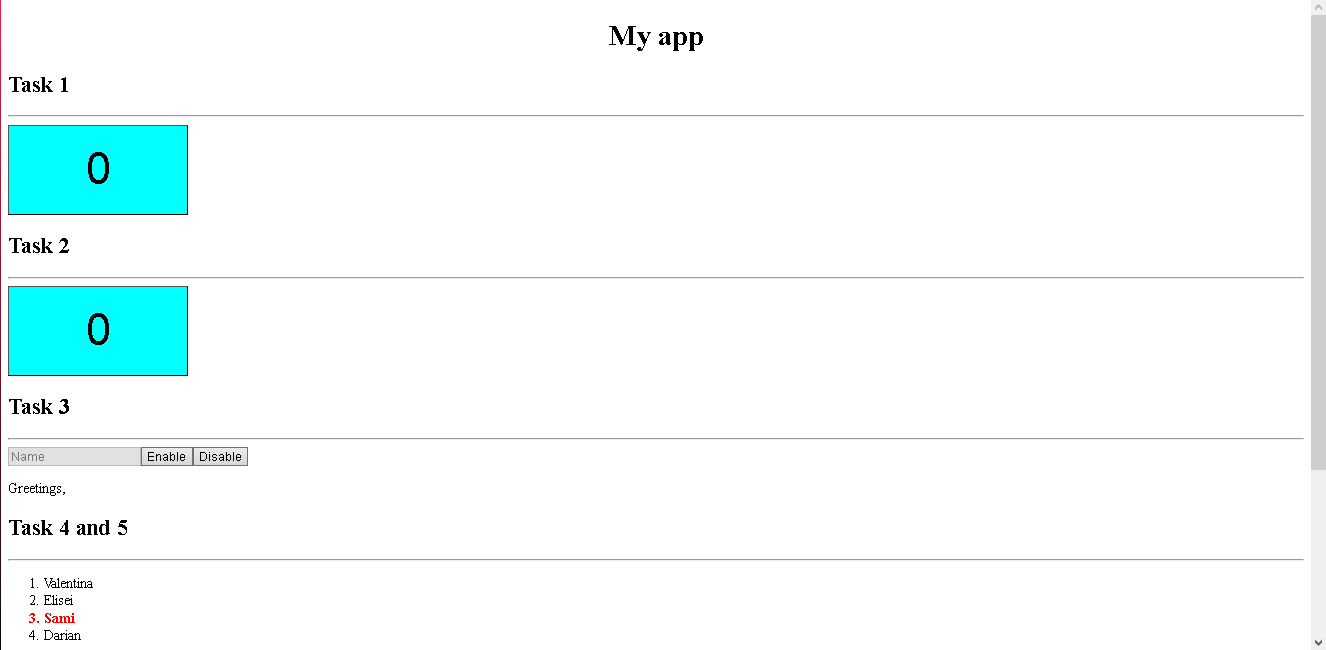 My app
Task 1
0
Task 2
0
Task 3
Name Enable Disable
Greetings,
Task 4 and 5
1. Valentina
2. Elisei
3. Sami
4. Darian